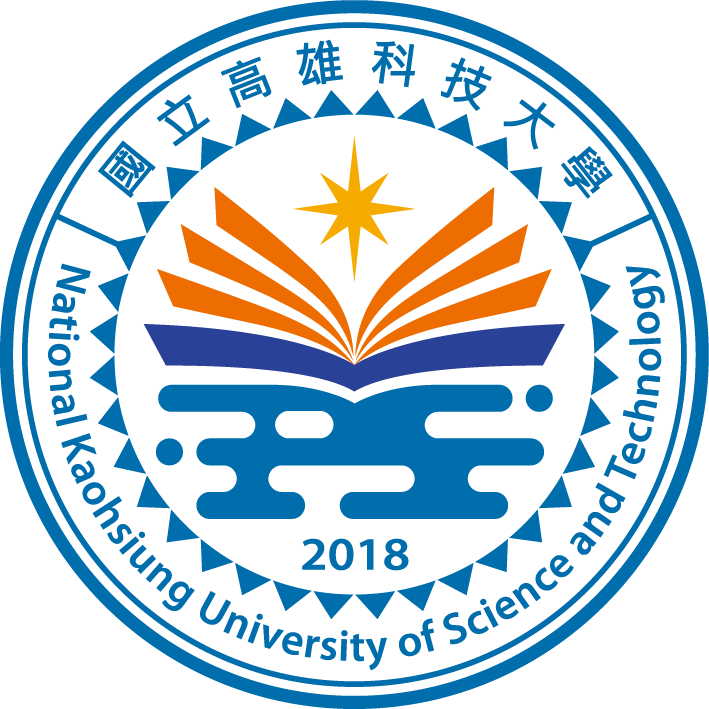 國立高雄科技大學
National Kaohsiung University of Science and Technology
2018